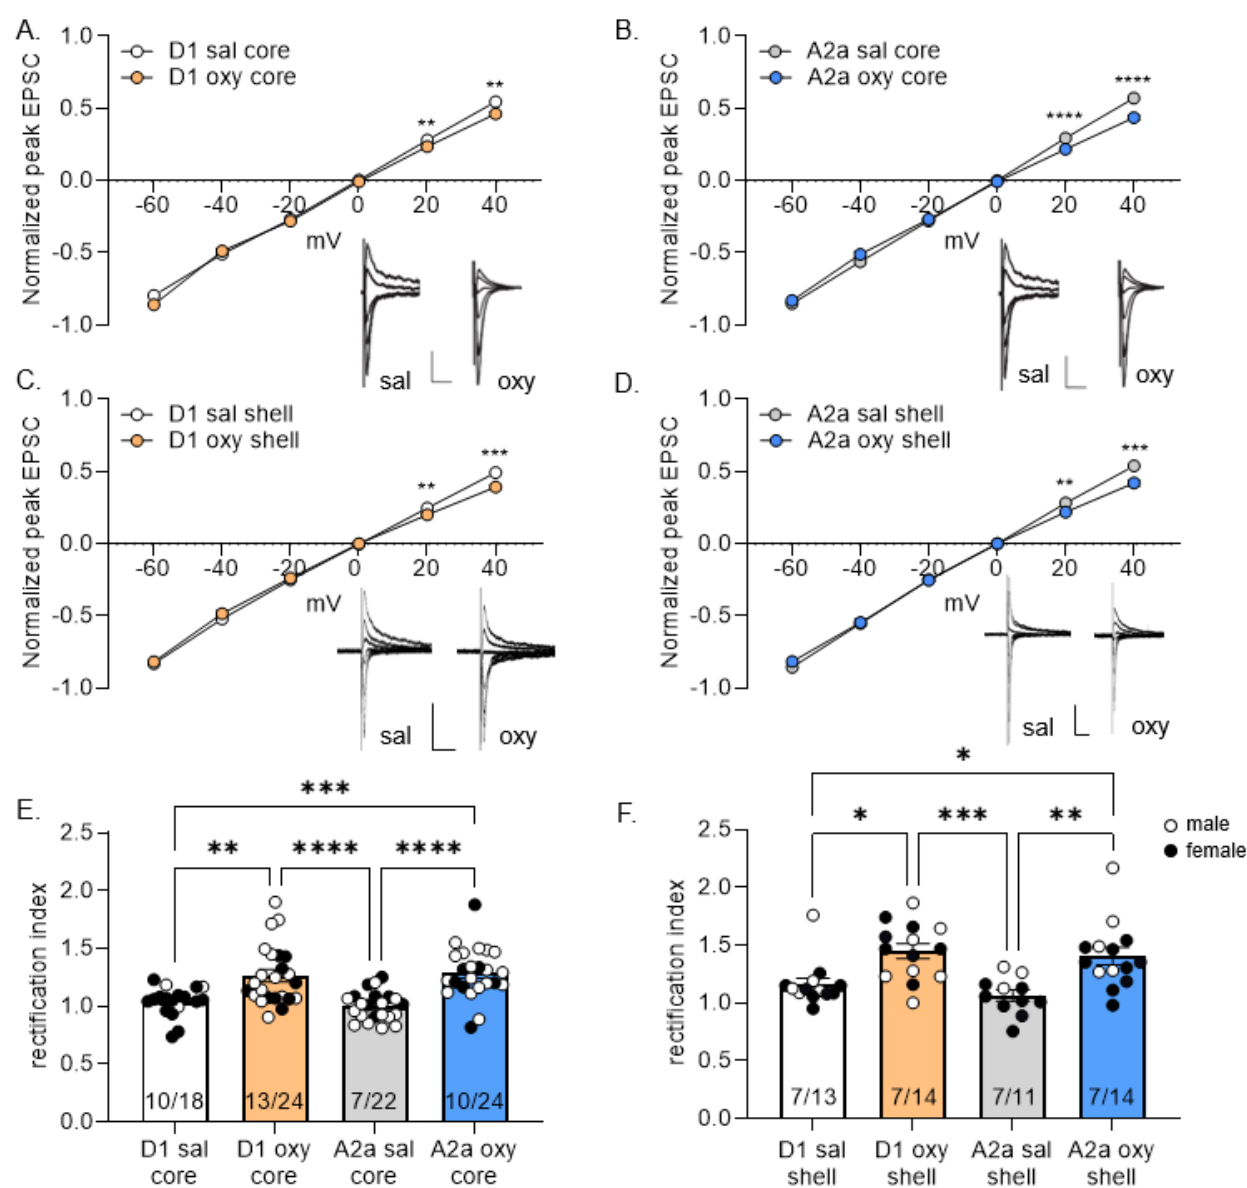 A.
Normalized peak EPSC
1.0
0.5
0.0
-0.5
-1.0
D1 sal core
D1 oxy core
**
**
-60 -40 -20 0 20 40
mV
sal oxy
B.
Normalized peak EPSC
1.0
0.5
0.0
-0.5
-1.0
A2a sal core
A2a oxy core
****
****
-60 -40 -20 0 20 40
mV
sal oxy
C.
Normalized peak EPSC
1.0
0.5
0.0
-0.5
-1.0
D1 sal shell
D1 oxy shell
***
**
-60 -40 -20 0 20 40
mV
sal oxy
D.
Normalized peak EPSC
1.0
0.5
0.0
-0.5
-1.0
A2a sal shell
A2a oxy shell
***
**
-60 -40 -20 0 20 40
mV
sal oxy
E.
rectification index
2.5
2.0
1.5
1.0
0.5
0.0
***
** **** ****
10/18 13/24 7/22 10/24
D1 sal D1 oxy A2a sal A2a oxy
core core core core
F.
rectification index
2.5
2.0
1.5
1.0
0.5
0.0
*
* *** **
male
female
7/13 7/14 7/11 7/14
D1 sal D1 oxy A2a sal A2a oxy
shell shell shell shell